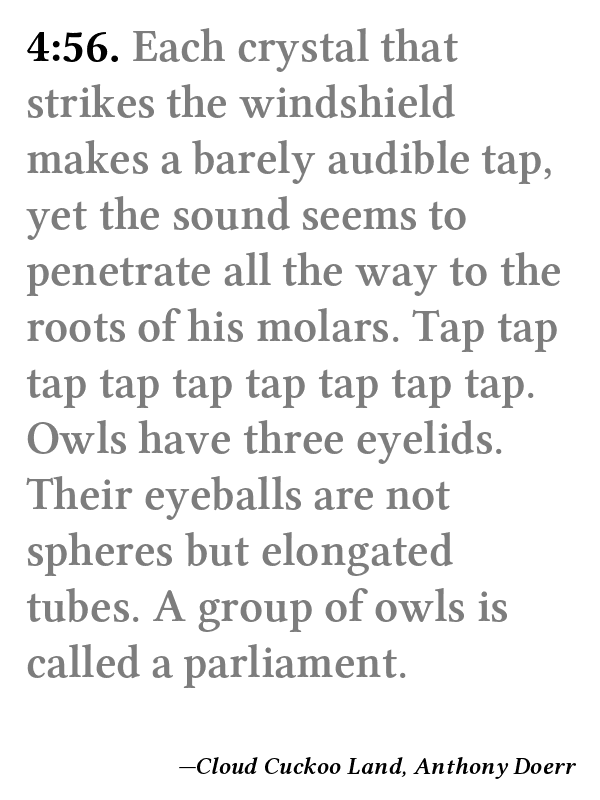 4:56. Each crystal that
strikes the windshield
makes a barely audible tap,
yet the sound seems to
penetrate all the way to the
roots of his molars. Tap tap
tap tap tap tap tap tap tap.
Owls have three eyelids.
Their eyeballs are not
spheres but elongated
tubes. A group of owls is
called a parliament.
—Cloud Cuckoo Land, Anthony Doerr